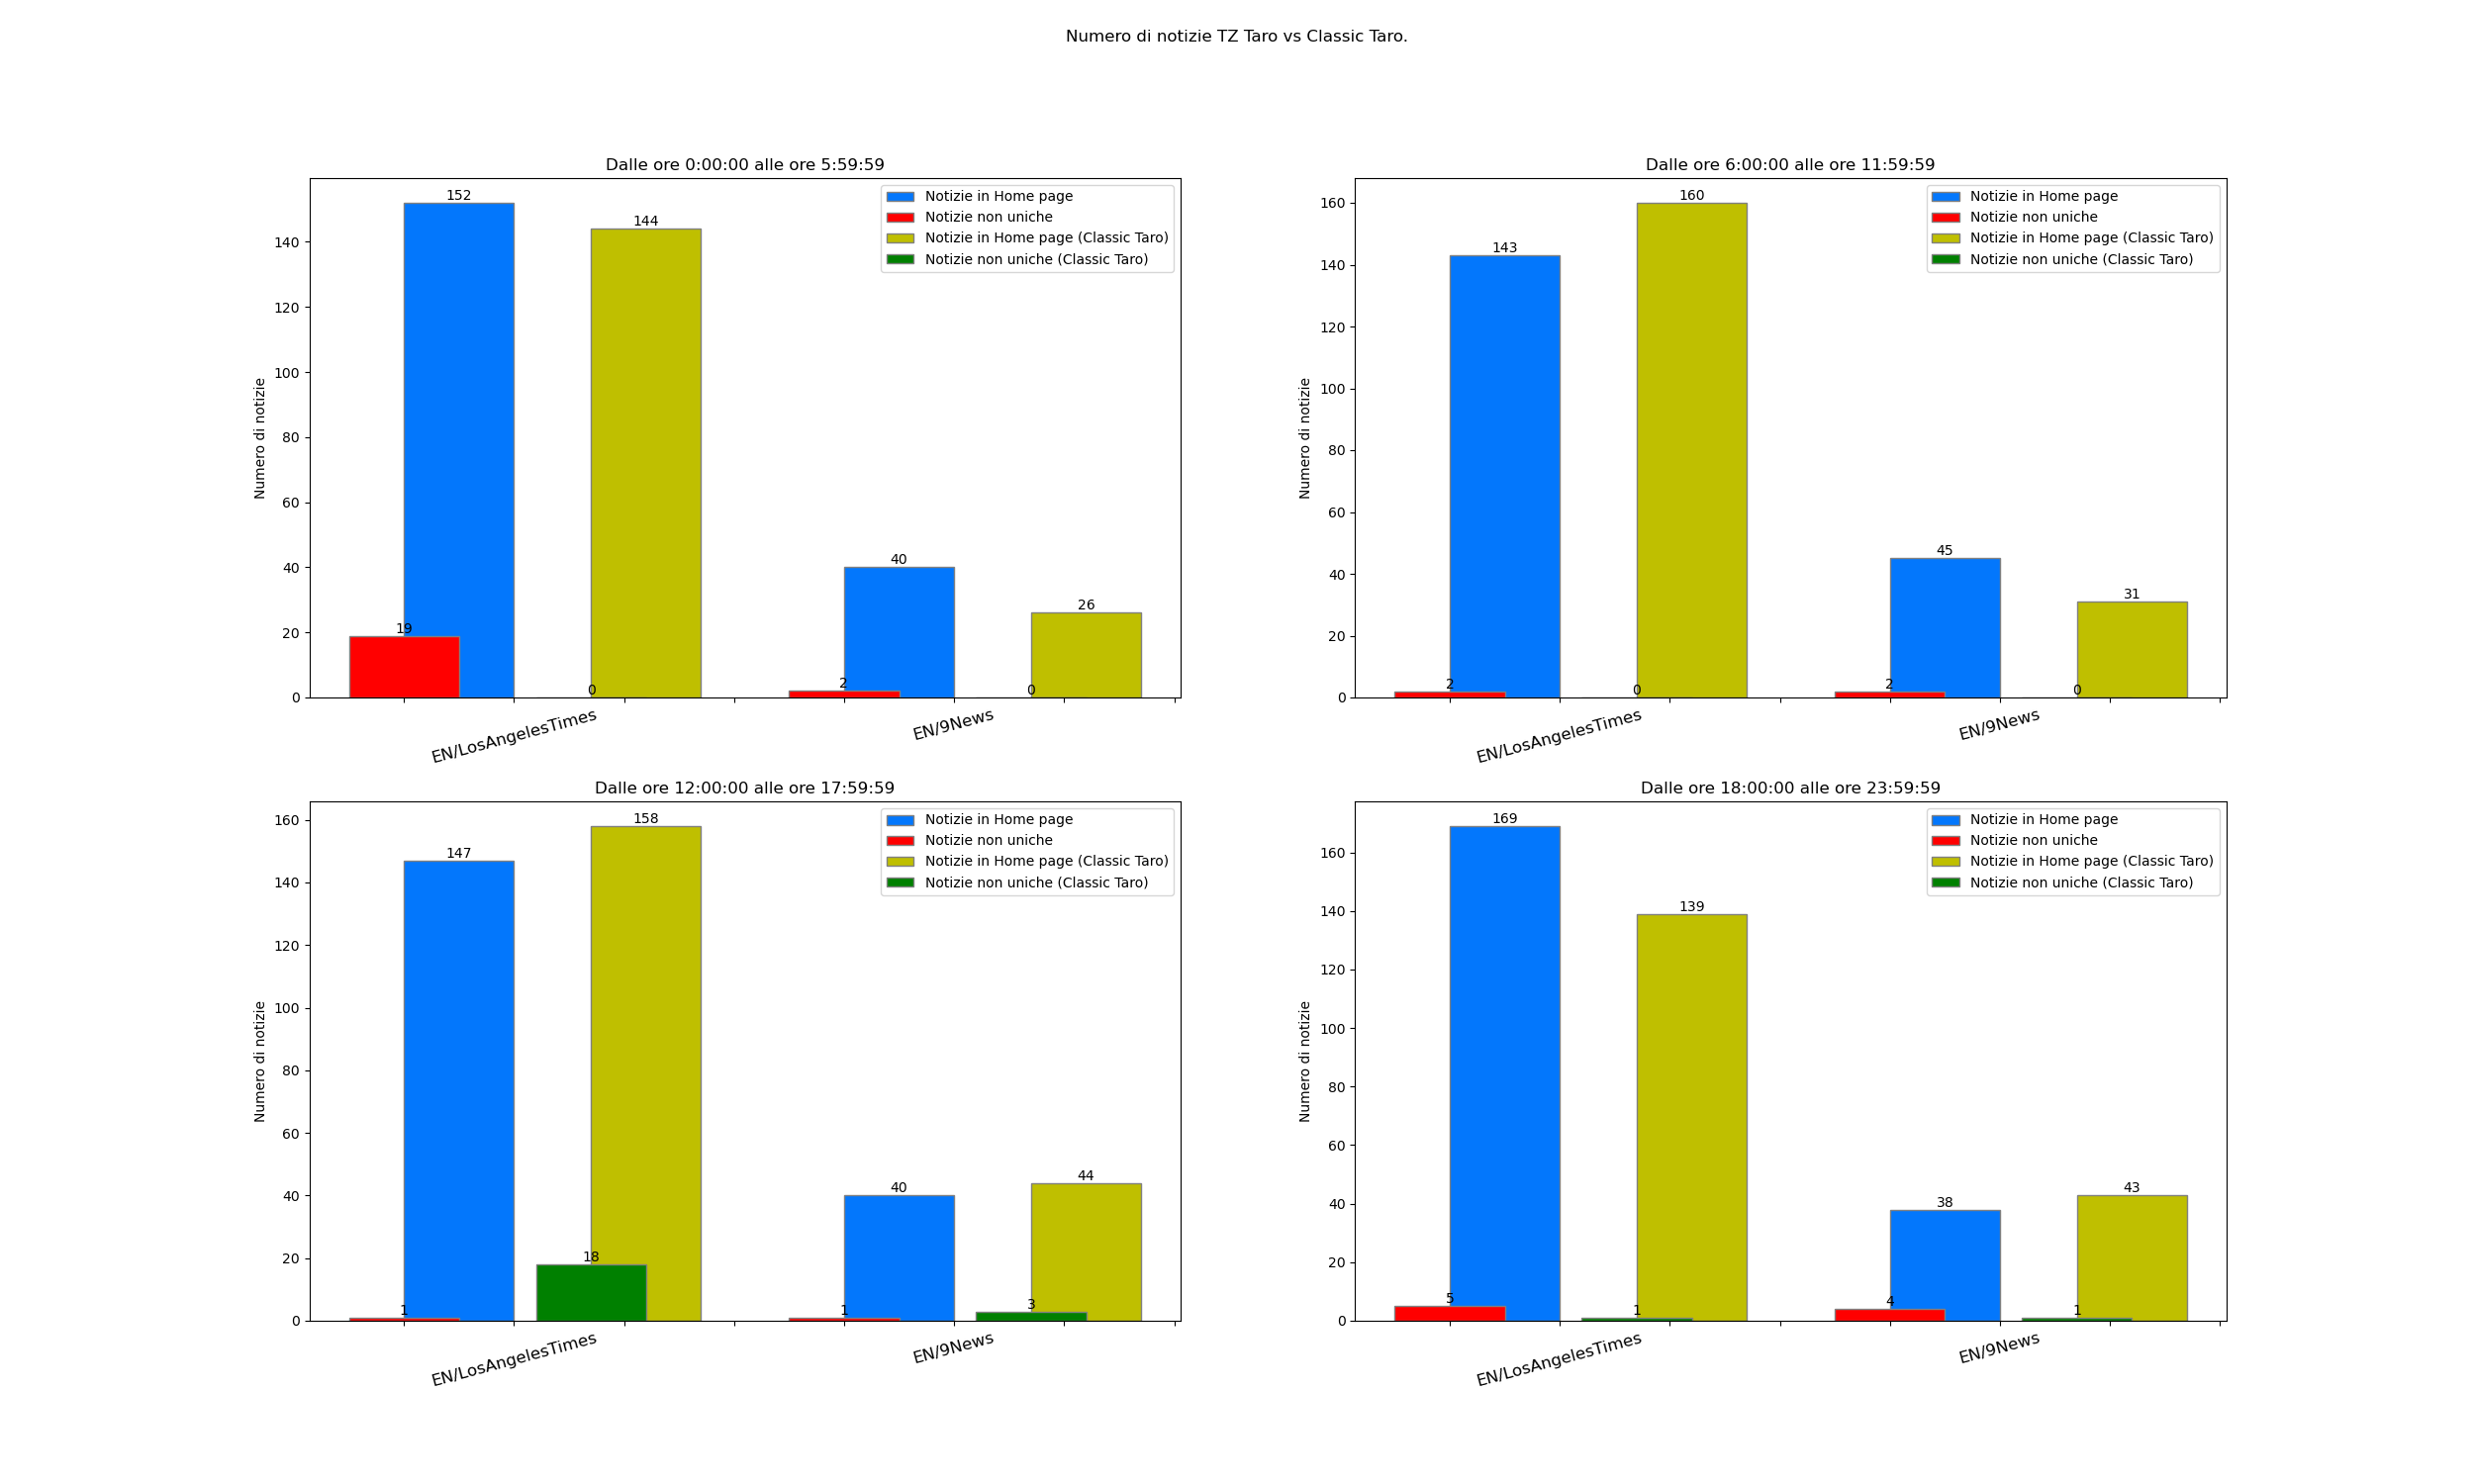 Numero di notizie TZ Taro vs Classic Taro.
Dalle ore 0:00:00 alle ore 5:59:59
Numero di notizie
140
120
100
80
60
40
20
0
152
144
19
0
40
26
2
0
Notizie in Home page
Notizie non uniche
Notizie in Home page (Classic Taro)
Notizie non uniche (Classic Taro)
EN/LosAngelesTimes
EN/9News
Dalle ore 6:00:00 alle ore 11:59:59
Numero di notizie
160
140
120
100
80
60
40
20
0
143
160
2
0
45
31
2
0
Notizie in Home page
Notizie non uniche
Notizie in Home page (Classic Taro)
Notizie non uniche (Classic Taro)
EN/LosAngelesTimes
EN/9News
Dalle ore 12:00:00 alle ore 17:59:59
Numero di notizie
160
140
120
100
80
60
40
20
0
147
158
1
18
40
44
1
3
Notizie in Home page
Notizie non uniche
Notizie in Home page (Classic Taro)
Notizie non uniche (Classic Taro)
EN/LosAngelesTimes
EN/9News
Dalle ore 18:00:00 alle ore 23:59:59
Numero di notizie
160
140
120
100
80
60
40
20
0
169
139
5
1
38
43
4
1
Notizie in Home page
Notizie non uniche
Notizie in Home page (Classic Taro)
Notizie non uniche (Classic Taro)
EN/LosAngelesTimes
EN/9News